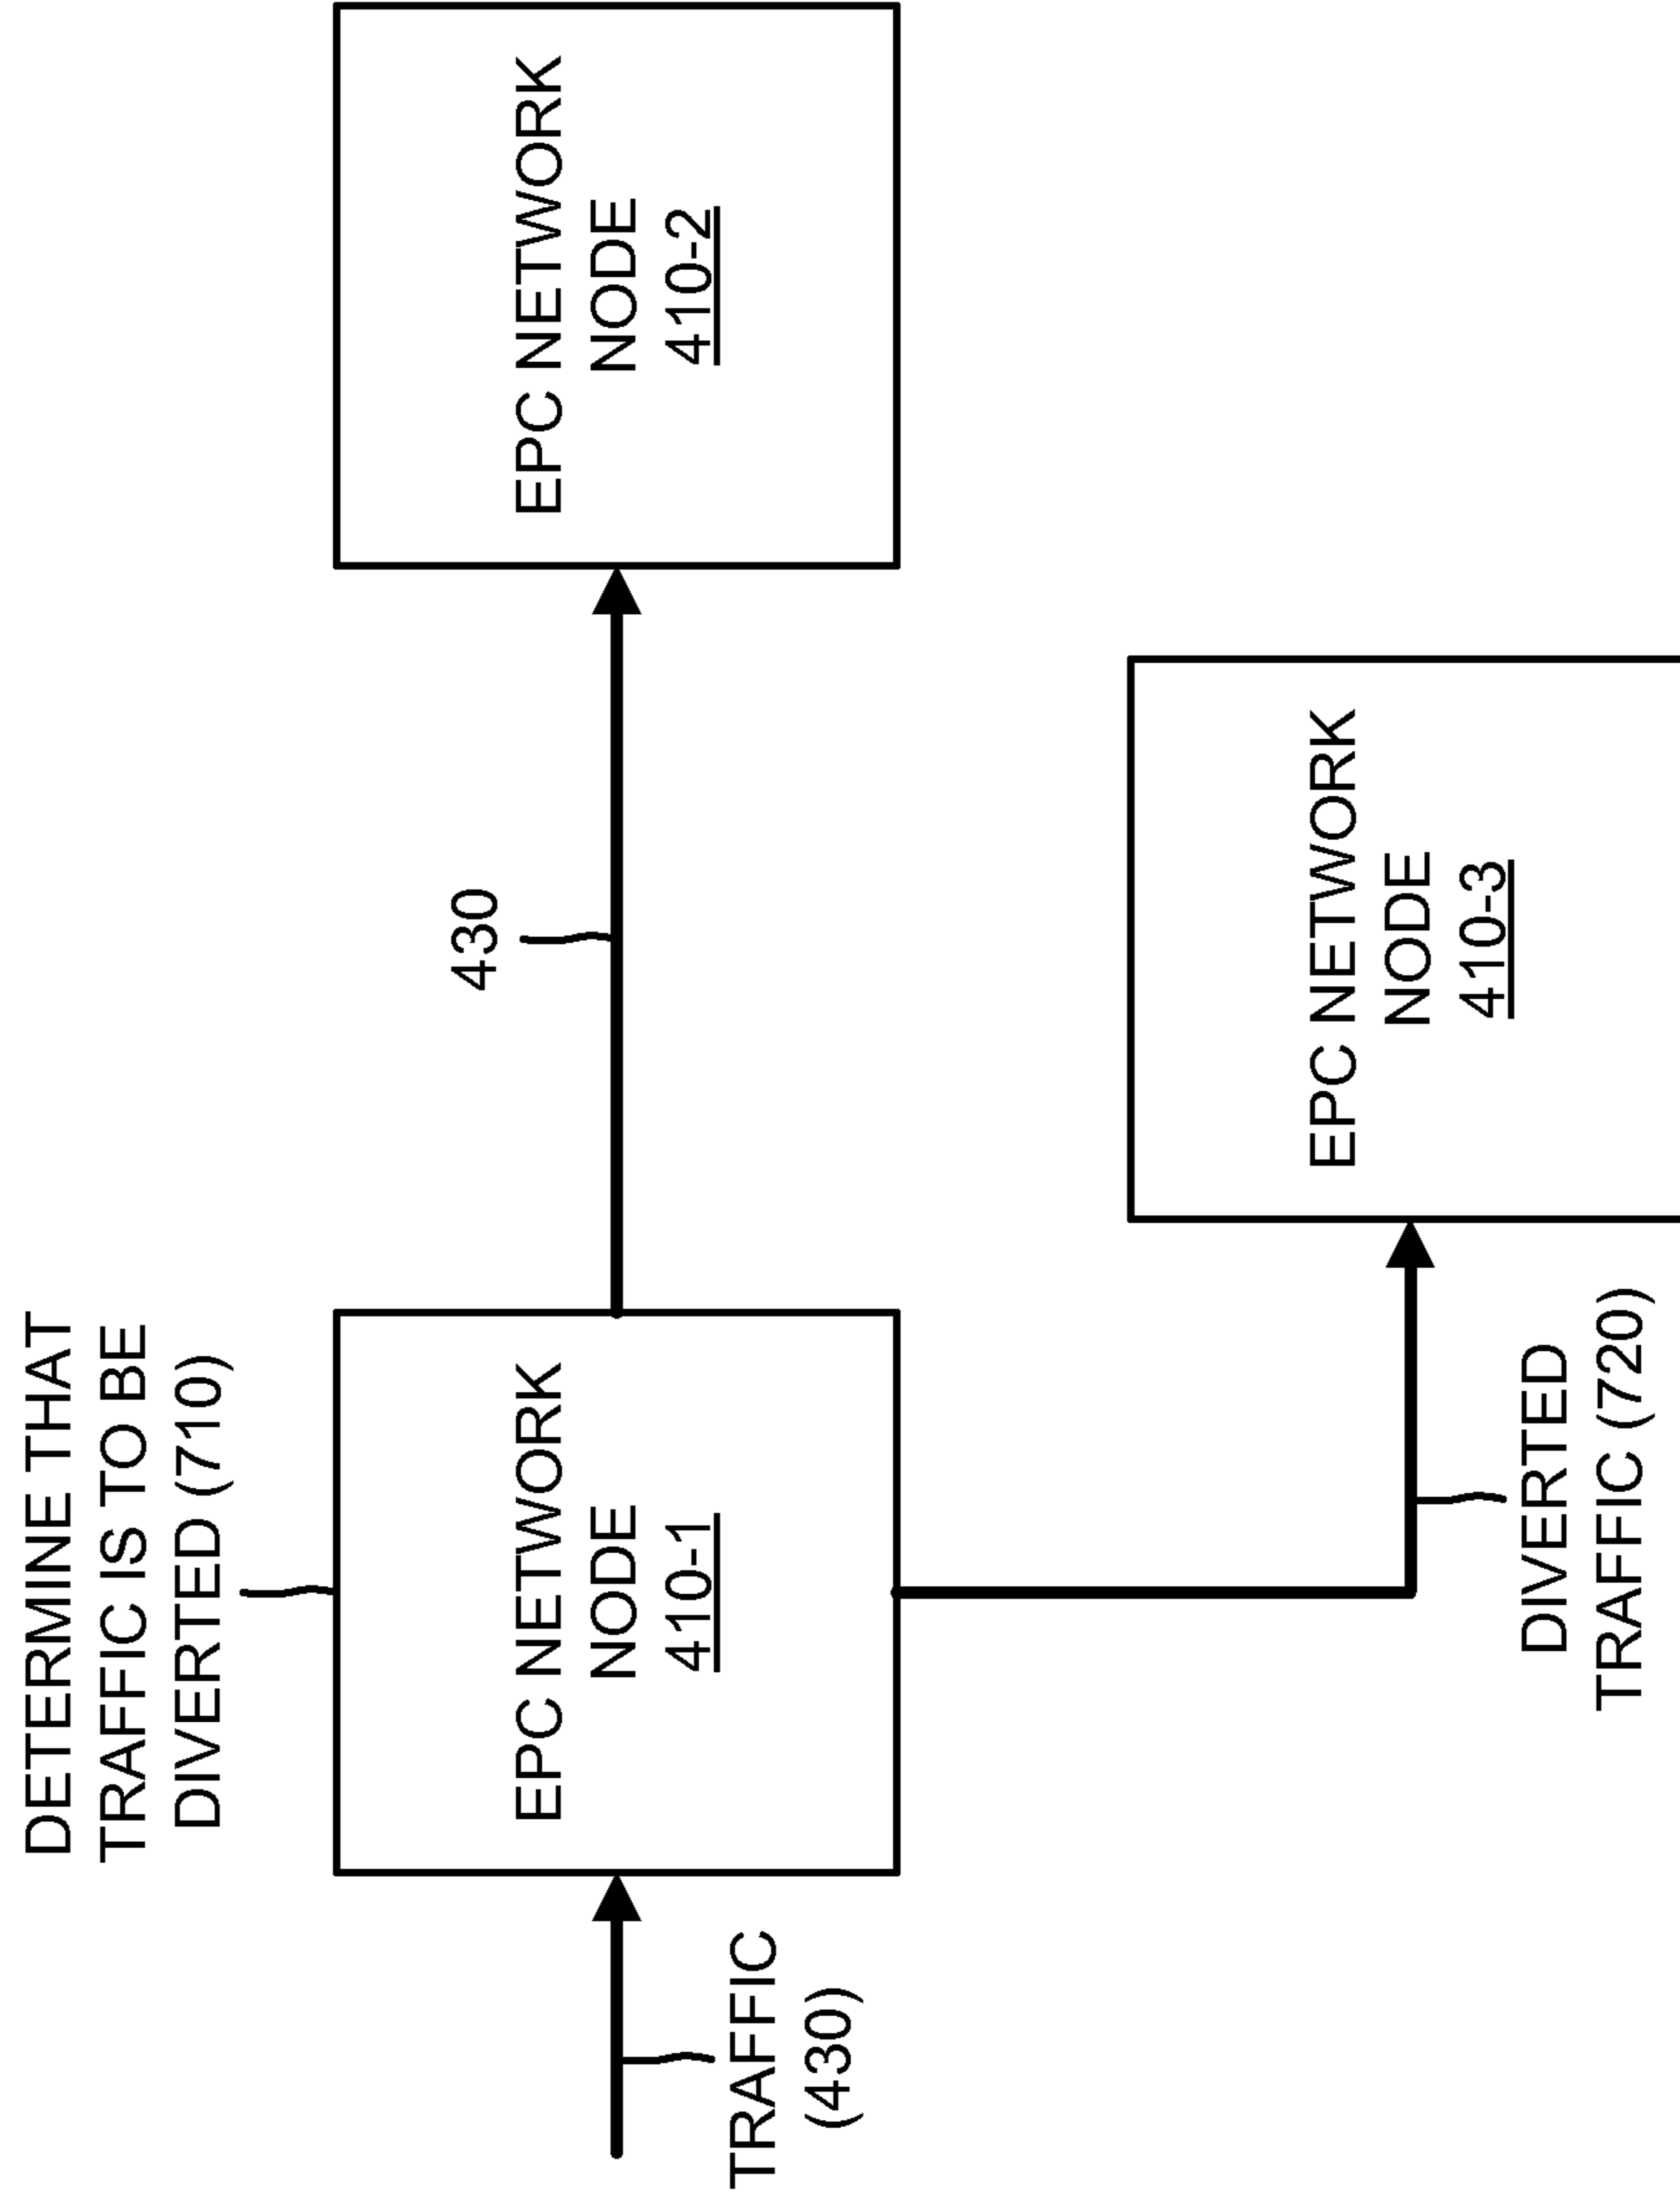 DETERMINE THAT
TRAFFIC IS TO BE
DIVERTED (710)
430
EPC NETWORK
NODE
410-1
EPC NETWORK
NODE
410-2
TRAFFIC
(430)
EPC NETWORK
NODE
410-3
DIVERTED
TRAFFIC (720)